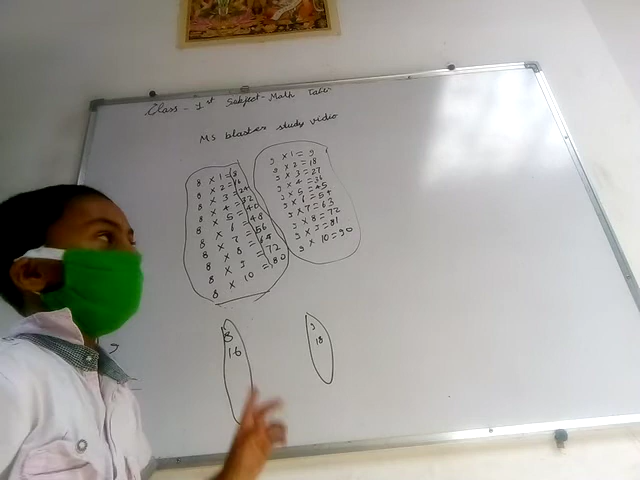 Class - 1st Subject - Math Table
MS blaster study video
8 × 1 = 8
8 × 2 = 16
8 × 3 = 24
8 × 4 = 32
8 × 5 = 40
8 × 6 = 48
8 × 7 = 56
8 × 8 = 64
8 × 9 = 72
8 × 10 = 80
9 × 1 = 9
9 × 2 = 18
9 × 3 = 27
9 × 4 = 36
9 × 5 = 45
9 × 6 = 54
9 × 7 = 63
9 × 8 = 72
9 × 9 = 81
9 × 10 = 90
8
16
9
18